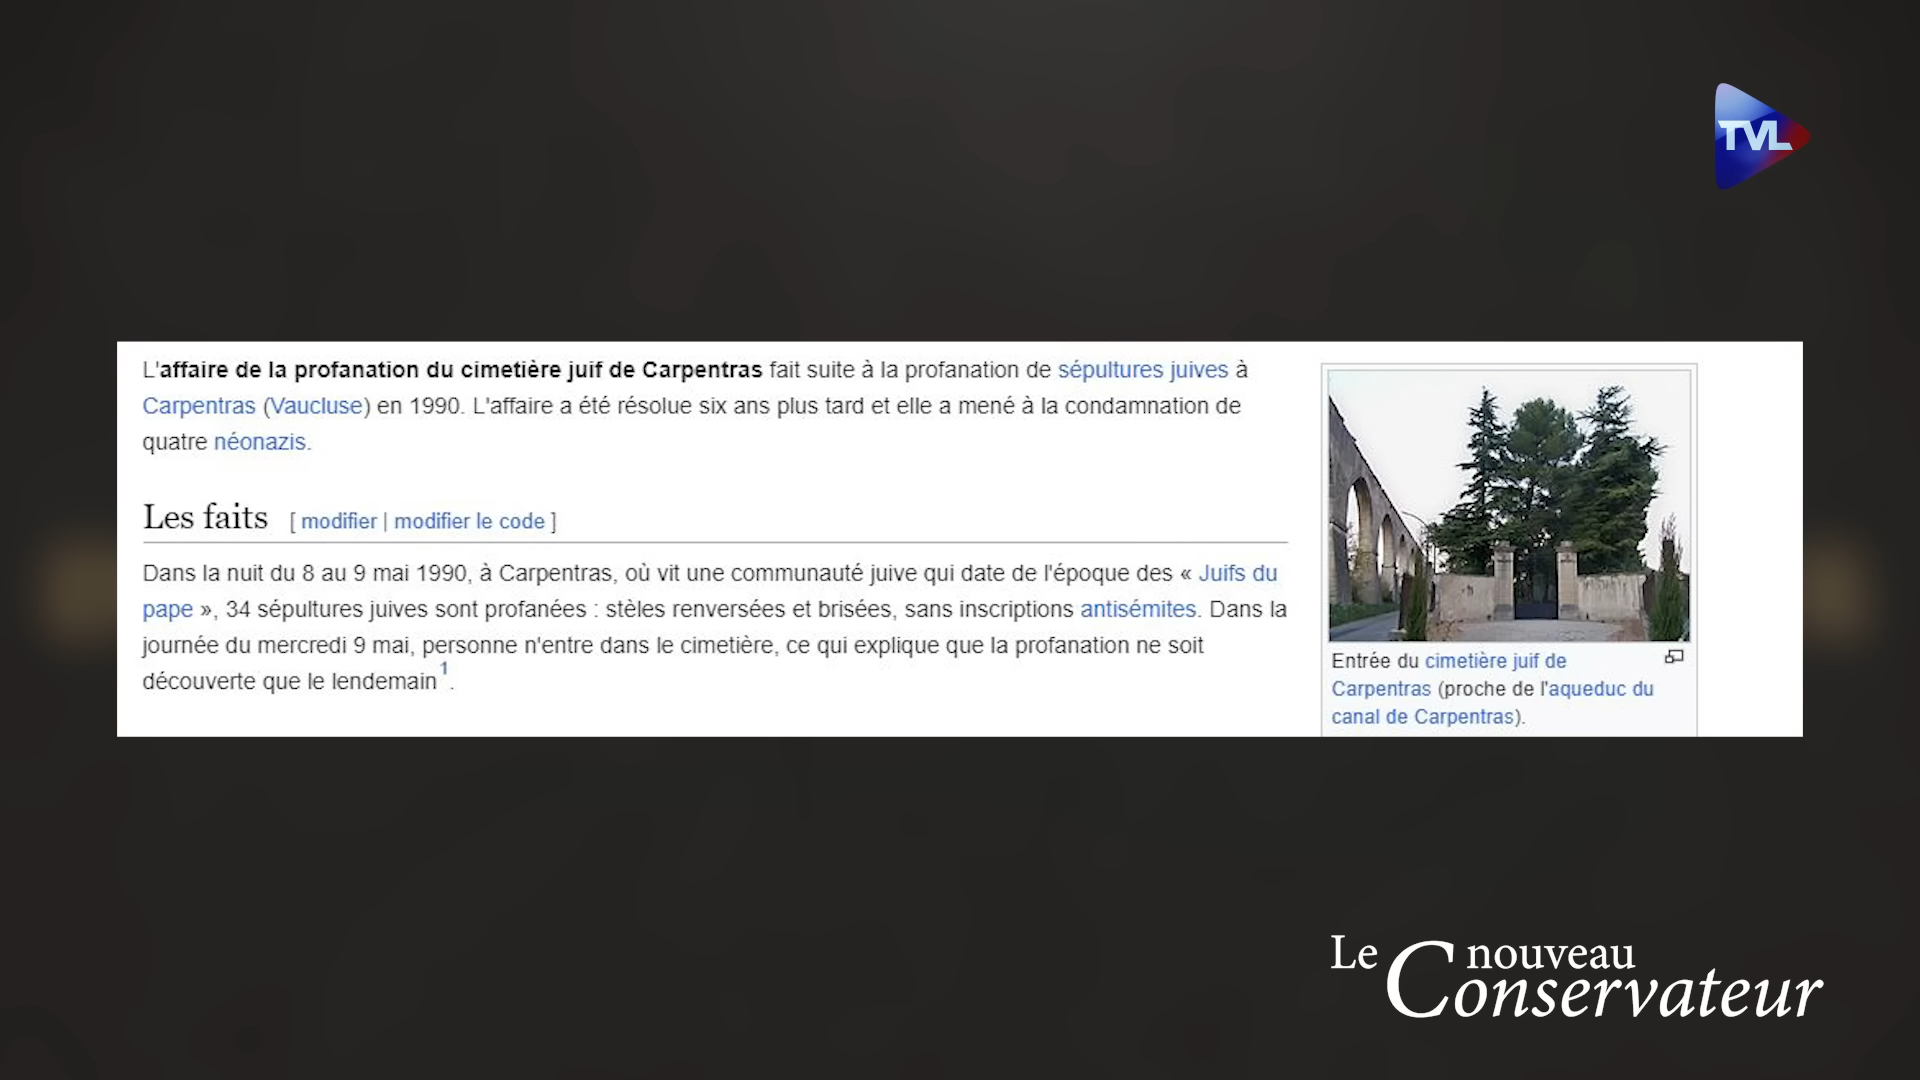 TVL
L'affaire de la profanation du cimetière juif de Carpentras fait suite à la profanation de sépultures juives à
Carpentras (Vaucluse) en 1990. L'affaire a été résolue six ans plus tard et elle a mené à la condamnation de
quatre néonazis.
Les faits [ modifier | modifier le code ]
Dans la nuit du 8 au 9 mai 1990, à Carpentras, où vit une communauté juive qui date de l'époque des « Juifs du
pape », 34 sépultures juives sont profanées : stèles renversées et brisées, sans inscriptions antisémites. Dans la
journée du mercredi 9 mai, personne n'entre dans le cimetière, ce qui explique que la profanation ne soit
découverte que le lendemain 1.
Entrée du cimetière juif de
Carpentras (proche de l'aqueduc du
canal de Carpentras).
Le nouveau
Conservateur